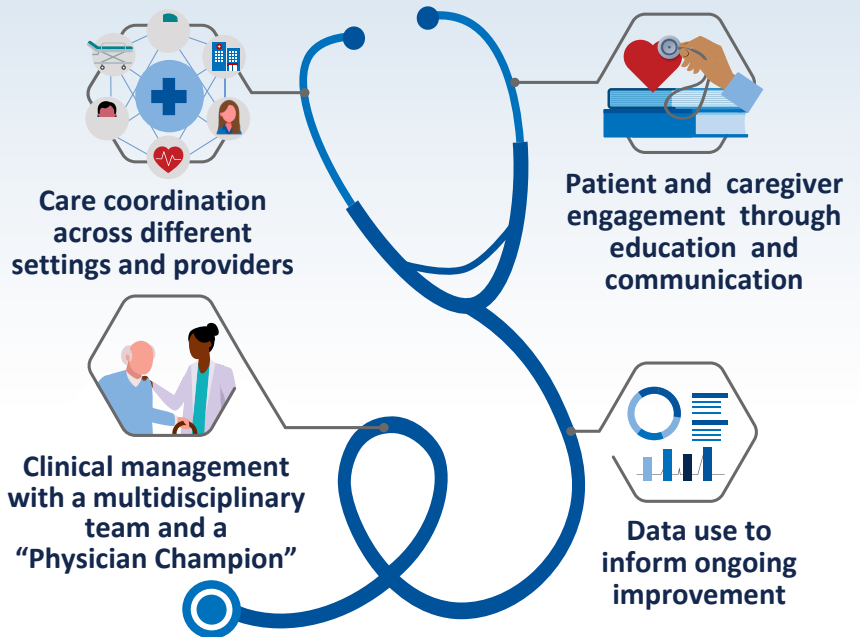 Care coordination
across different
settings and providers
Patient and caregiver
engagement through
education and
communication
Clinical management
with a multidisciplinary
team and a
“Physician Champion”
Data use to
inform ongoing
improvement